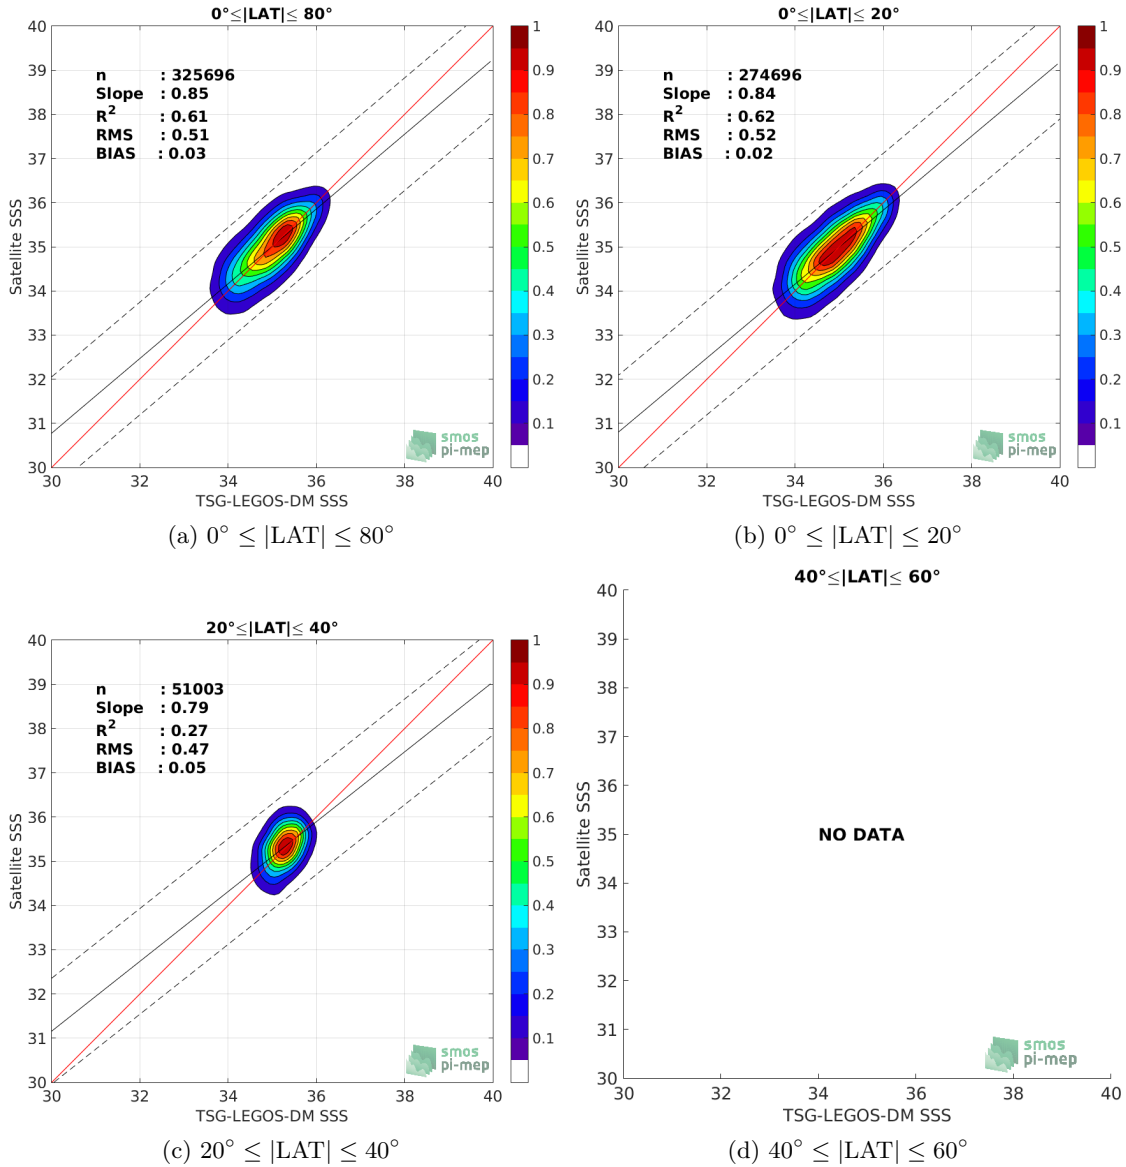 0°≤|LAT|≤ 80°
n : 325696
Slope : 0.85
R² : 0.61
RMS : 0.51
BIAS : 0.03
40
39
38
37
36
35
34
33
32
31
30
30 32 34 36 38 40
Satellite SSS
TSG-LEGOS-DM SSS
1
0.9
0.8
0.7
0.6
0.5
0.4
0.3
0.2
0.1
smos
pi-mep
(a) 0° ≤ |LAT| ≤ 80°
0°≤|LAT|≤ 20°
n : 274696
Slope : 0.84
R² : 0.62
RMS : 0.52
BIAS : 0.02
40
39
38
37
36
35
34
33
32
31
30
30 32 34 36 38 40
Satellite SSS
TSG-LEGOS-DM SSS
1
0.9
0.8
0.7
0.6
0.5
0.4
0.3
0.2
0.1
smos
pi-mep
(b) 0° ≤ |LAT| ≤ 20°
20°≤|LAT|≤ 40°
n : 51003
Slope : 0.79
R² : 0.27
RMS : 0.47
BIAS : 0.05
40
39
38
37
36
35
34
33
32
31
30
30 32 34 36 38 40
Satellite SSS
TSG-LEGOS-DM SSS
1
0.9
0.8
0.7
0.6
0.5
0.4
0.3
0.2
0.1
smos
pi-mep
(c) 20° ≤ |LAT| ≤ 40°
40°≤|LAT|≤ 60°
40
39
38
37
36
35
34
33
32
31
30
30 32 34 36 38 40
Satellite SSS
NO DATA
TSG-LEGOS-DM SSS
smos
pi-mep
(d) 40° ≤ |LAT| ≤ 60°